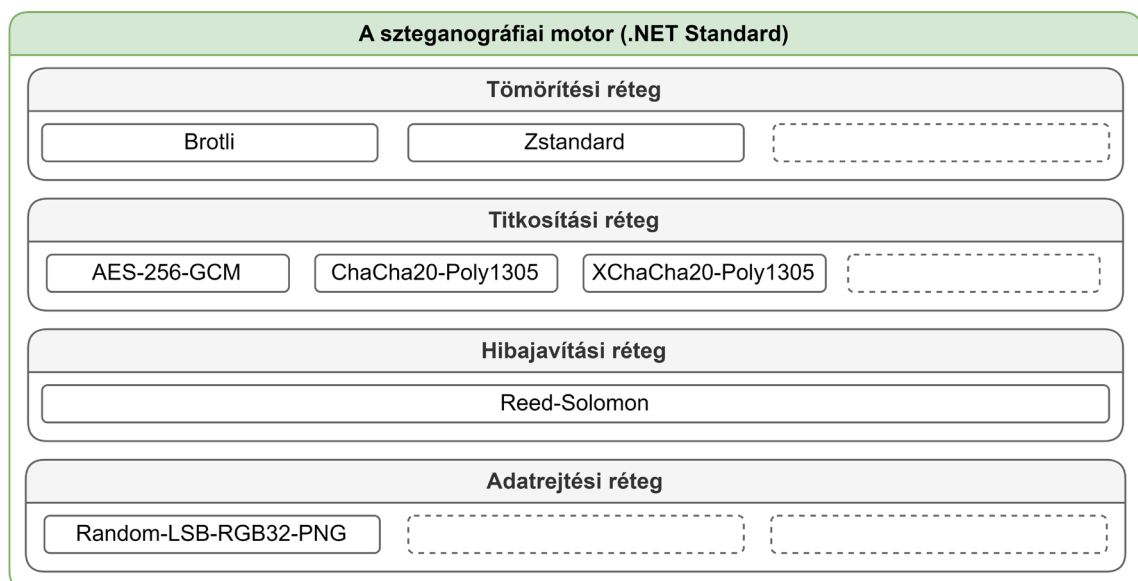 A szteganográfiai motor (.NET Standard)
Tömörítési réteg
Brotli
Zstandard
Titkosítási réteg
AES-256-GCM
ChaCha20-Poly1305
XChaCha20-Poly1305
Hibajavítási réteg
Reed-Solomon
Adatrejtési réteg
Random-LSB-RGB32-PNG